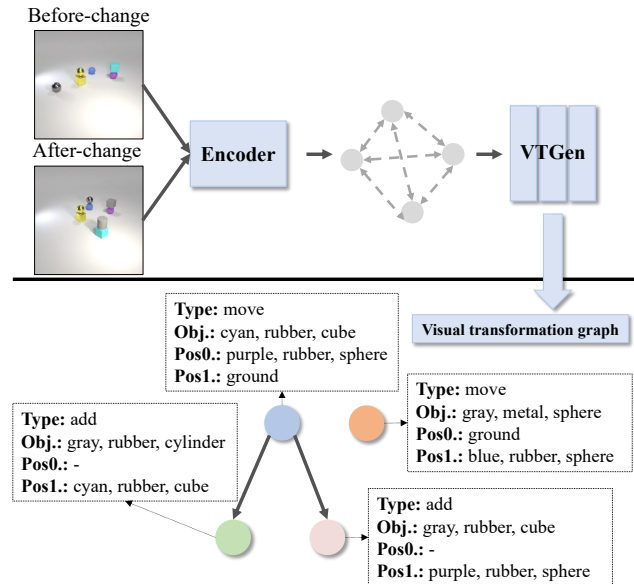 Before-change
After-change
Encoder
VTGen
Visual transformation graph
Type: move
Obj.: cyan, rubber, cube
Pos0.: purple, rubber, sphere
Pos1.: ground
Type: move
Obj.: gray, metal, sphere
Pos0.: ground
Pos1.: blue, rubber, sphere
Type: add
Obj.: gray, rubber, cylinder
Pos0.: -
Pos1.: cyan, rubber, cube
Type: add
Obj.: gray, rubber, cube
Pos0.: -
Pos1.: purple, rubber, sphere